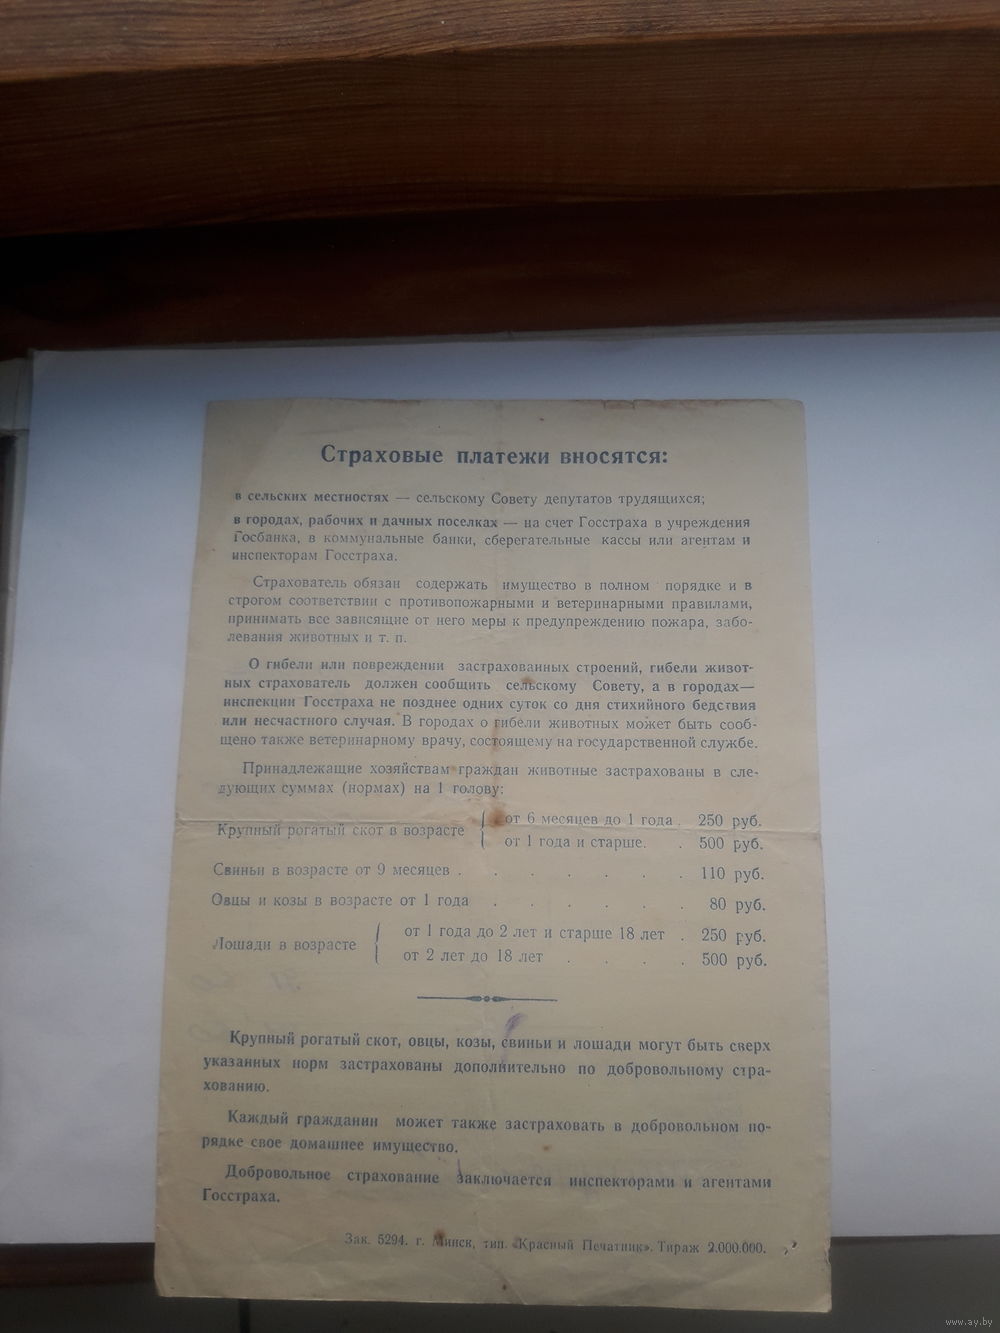 Страховые платежи вносятся:
в сельских местностях — сельскому Совету депутатов трудящихся;
в городах, рабочих и дачных поселках — на счет Госстраха в учреждения
Госбанка, в коммунальные банки, сберегательные кассы или агентам и
инспекторам Госстраха.
Страхователь обязан содержать имущество в полном порядке и в
строгом соответствии с противопожарными и ветеринарными правилами,
принимать все зависящие от него меры к предупреждению пожара, забо-
левания животных и т. п.
О гибели или повреждении застрахованных строений, гибели живот-
ных страхователь должен сообщить сельскому Совету, а в городах—
инспекции Госстраха не позднее одних суток со дня стихийного бедствия
или несчастного случая. В городах о гибели животных может быть сооб-
щено также ветеринарному врачу, состоящему на государственной службе.
Принадлежащие хозяйствам граждан животные застрахованы в сле-
дующих суммах (нормах) на 1 голову:
Крупный рогатый скот в возрасте { от 6 месяцев до 1 года . 250 руб.
от 1 года и старше. . 500 руб.
Свиньи в возрасте от 9 месяцев . . . . . . . 110 руб.
Овцы и козы в возрасте от 1 года . . . . . . 80 руб.
Лошади в возрасте { от 1 года до 2 лет и старше 18 лет . 250 руб.
от 2 лет до 18 лет . . . . 500 руб.
Крупный рогатый скот, овцы, козы, свиньи и лошади могут быть сверх
указанных норм застрахованы дополнительно по добровольному стра-
хованию.
Каждый гражданин может также застраховать в добровольном по-
рядке свое домашнее имущество.
Добровольное страхование заключается инспекторами и агентами
Госстраха.
Зак. 5294. г. Минск, тип. «Красный Печатник». Тираж 2.000.000.
www.ay.by